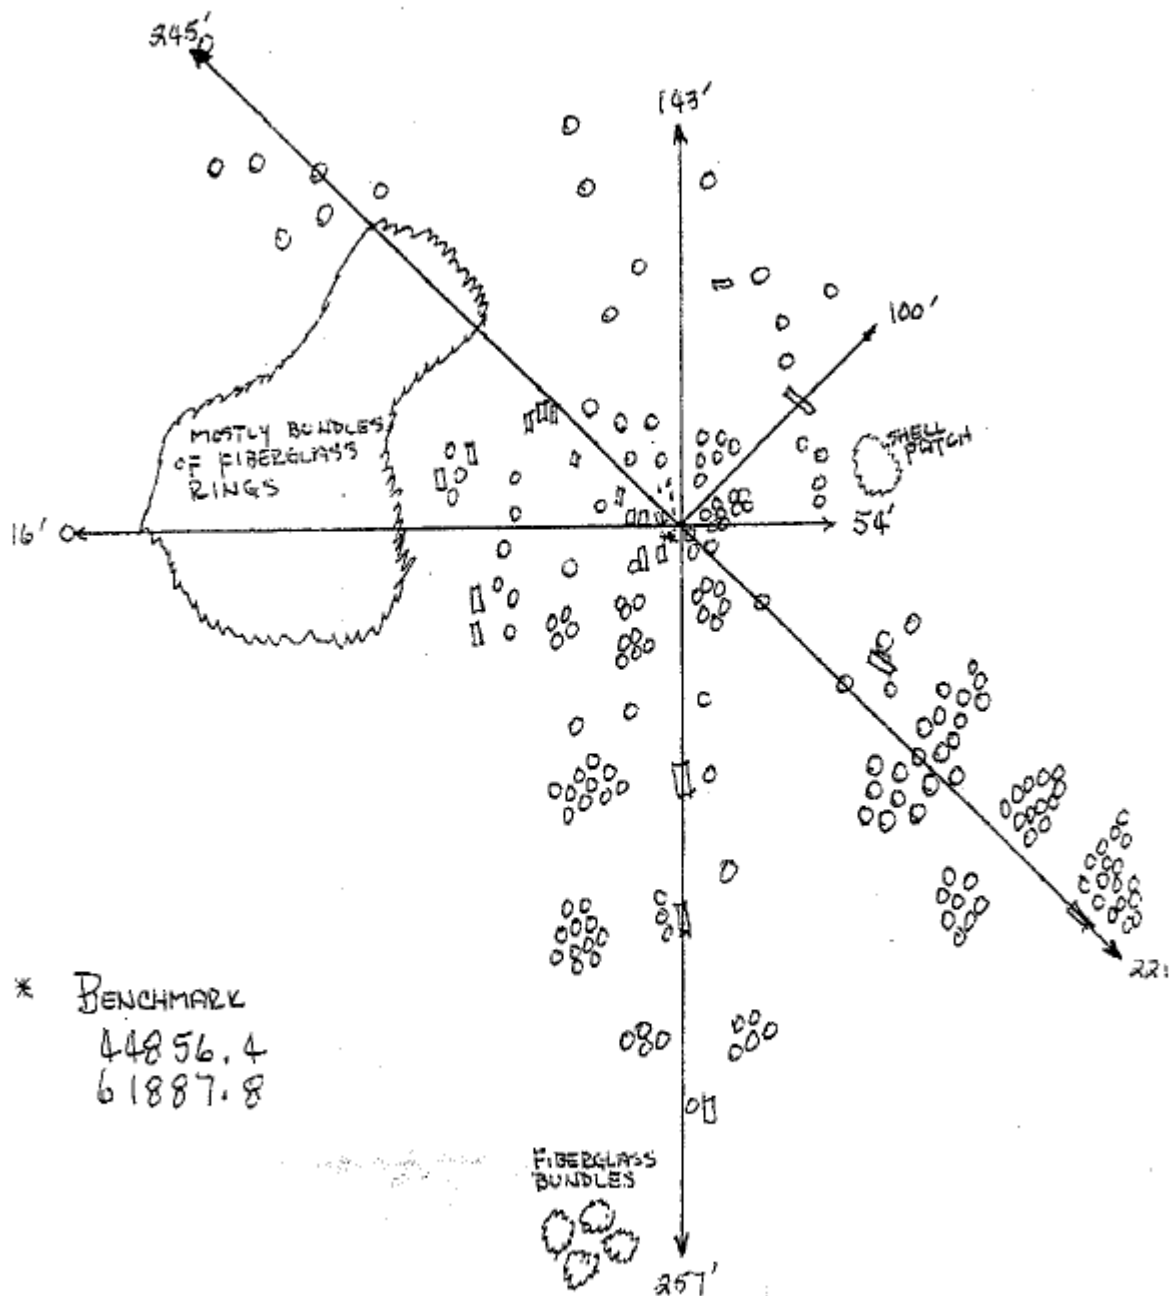 245'
143'
100'
MOSTLY BUNDLES
OF FIBERGLASS
RINGS
SHELL
PATCH
16'
54'
22
* BENCHMARK
44856.4
61887.8
FIBERGLASS
BUNDLES
257'